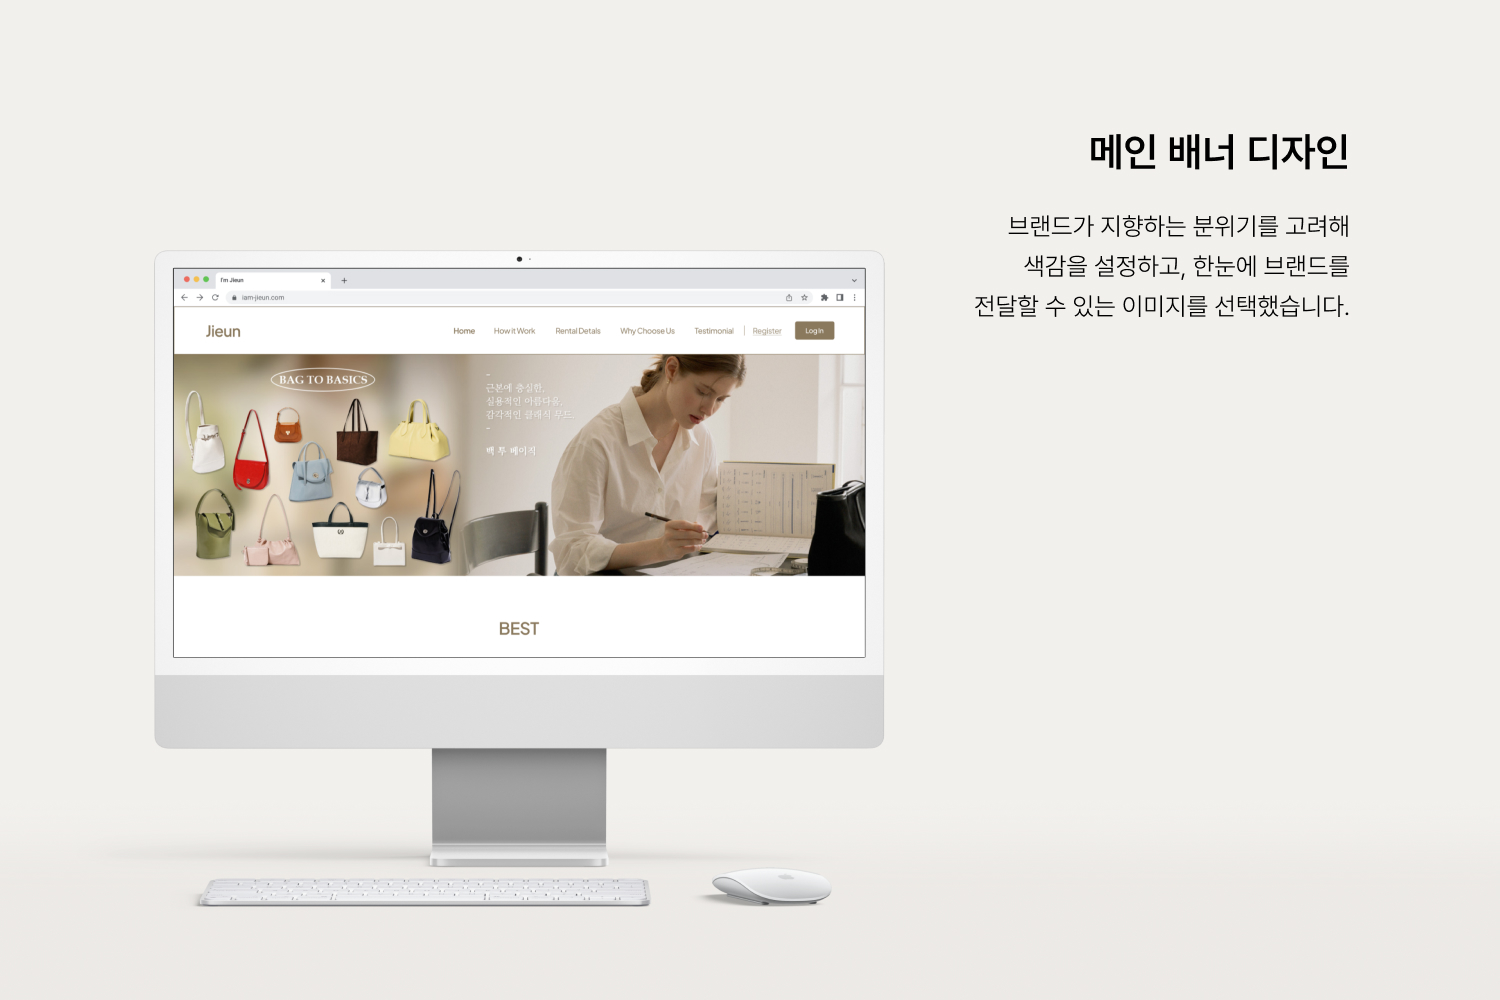 메인 배너 디자인
브랜드가 지향하는 분위기를 고려해
색감을 설정하고, 한눈에 브랜드를
전달할 수 있는 이미지를 선택했습니다.
I'm Jieun
iam-jieun.com
Jieun
Home How it Work Rental Detals Why Choose Us Testimonial Register Log In
BAG TO BASICS
근본에 충실한,
실용적인 아름다움.
감각적인 클래식 무드.
백 투 베이직
BEST